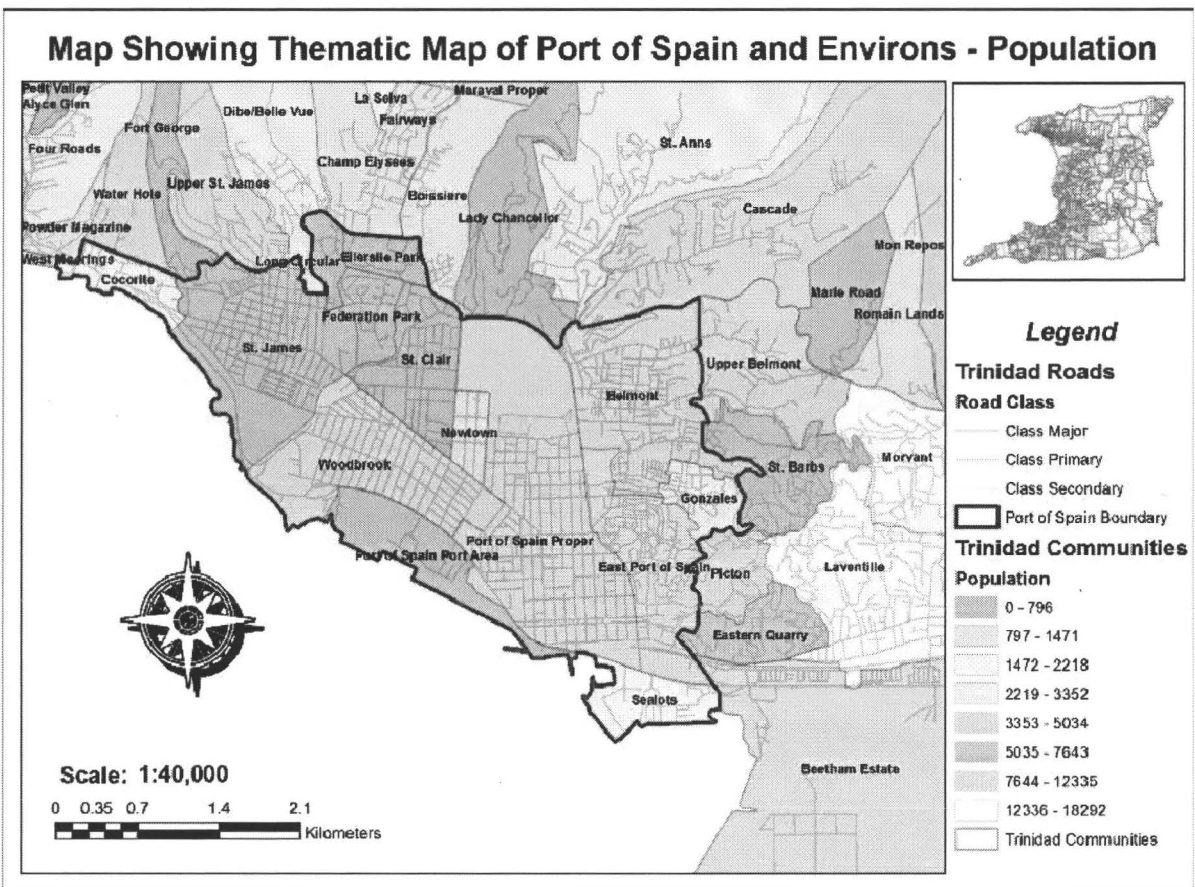 Map Showing Thematic Map of Port of Spain and Environs - Population
Petit Valley
Alyce Glen
Four Roads
Fort George
Water Hole
Powder Magazine
West Moorings
Cocorite
Dibe/Belle Vue
Upper St. James
La Selva
Fairways
Champ Elysees
Maraval Proper
Boissiere
Lady Chancellor
St. Anns
Cascade
Mon Repos
Marie Road
Romain Lands
Long Circular
Ellerslie Park
Federation Park
St. James
St. Clair
Upper Belmont
Belmont
Newtown
Woodbrook
St. Barbs
Morvant
Gonzales
Port of Spain Proper
Port of Spain Port Area
East Port of Spain
Picton
Laventille
Eastern Quarry
Sealots
Beetham Estate
Scale: 1:40,000
0 0.35 0.7 1.4 2.1
Kilometers
Legend
Trinidad Roads
Road Class
Class Major
Class Primary
Class Secondary
Port of Spain Boundary
Trinidad Communities
Population
0 - 796
797 - 1471
1472 - 2218
2219 - 3352
3353 - 5034
5035 - 7643
7644 - 12335
12336 - 18292
Trinidad Communities